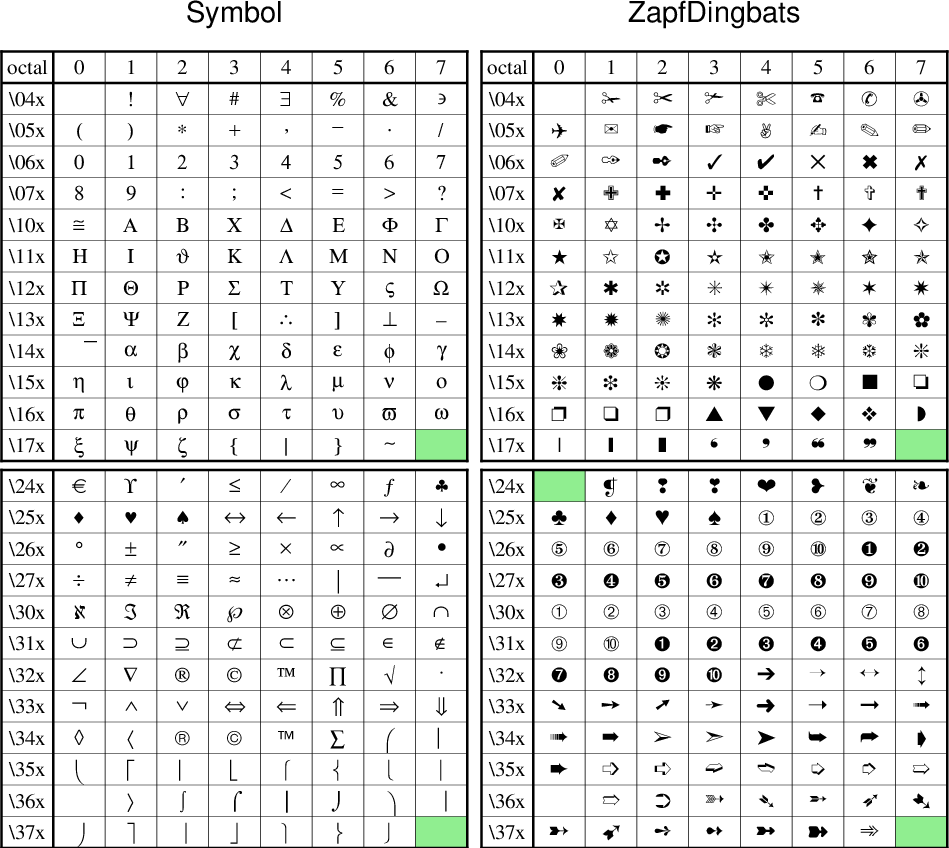 Symbol
octal 0 1 2 3 4 5 6 7
\04x ! ∀ # ∃ % & ∍
\05x ( ) ∗ + , − . /
\06x 0 1 2 3 4 5 6 7
\07x 8 9 : ; < = > ?
\10x ≅ Α Β Χ Δ Ε Φ Γ
\11x Η Ι ϑ Κ Λ Μ Ν Ο
\12x Π Θ Ρ Σ Τ Υ ς Ω
\13x Ξ Ψ Ζ [ ∴ ] ⊥ _
\14x ‾ α β χ δ ε φ γ
\15x η ι ϕ κ λ μ ν ο
\16x π θ ρ σ τ υ ϖ ω
\17x ξ ψ ζ { | } ~
\24x € ϒ ′ ≤ ⁄ ∞ ƒ ♣
\25x ♦ ♥ ♠ ↔ ← ↑ → ↓
\26x ° ± ″ ≥ × ∝ ∂ •
\27x ÷ ≠ ≡ ≈ … ⏐ ⎯ ↵
\30x ℵ ℑ ℜ ℘ ⊗ ⊕ ∅ ∩
\31x ∪ ⊃ ⊇ ⊄ ⊂ ⊆ ∈ ∉
\32x ∠ ∇ ® © ™ ∏ √ ⋅
\33x ¬ ∧ ∨ ⇔ ⇐ ⇑ ⇒ ⇓
\34x ◊ 〈 ® © ™ ∑ ⎛ ⎜
\35x ⎝ ⎡ ⎢ ⎣ ⎧ ⎨ ⎩ ⎪
\36x 〉 ∫ ⌠ ⎮ ⌡ ⎞ ⎟
\37x ⎠ ⎤ ⎥ ⎦ ⎫ ⎬ ⎭
ZapfDingbats
octal 0 1 2 3 4 5 6 7
\04x ✁ ✂ ✃ ✄ ☎ ✆ ✇
\05x ✈ ✉ ☛ ☞ ✌ ✍ ✎ ✏
\06x ✐ ✑ ✒ ✓ ✔ ✕ ✖ ✗
\07x ✘ ✙ ✚ ✛ ✜ ✝ ✞ ✟
\10x ✠ ✡ ✢ ✣ ✤ ✥ ✦ ✧
\11x ★ ✩ ✪ ✫ ✬ ✭ ✮ ✯
\12x ✰ ✱ ✲ ✳ ✴ ✵ ✶ ✷
\13x ✸ ✹ ✺ ✻ ✼ ✽ ✾ ✿
\14x ❀ ❁ ❂ ❃ ❄ ❅ ❆ ❇
\15x ❈ ❉ ❊ ❋ ● ❍ ■ ❏
\16x ❐ ❑ ❒ ▲ ▼ ◆ ❖ ◗
\17x ❘ ❙ ❚ ❛ ❜ ❝ ❞
\24x ❡ ❢ ❣ ❤ ❥ ❦ ❧
\25x ♣ ♦ ♥ ♠ ① ② ③ ④
\26x ⑤ ⑥ ⑦ ⑧ ⑨ ⑩ ❶ ❷
\27x ❸ ❹ ❺ ❻ ❼ ❽ ❾ ❿
\30x ➀ ➁ ➂ ➃ ➄ ➅ ➆ ➇
\31x ➈ ➉ ➊ ➋ ➌ ➍ ➎ ➏
\32x ➐ ➑ ➒ ➓ ➔ → ↔ ↕
\33x ➘ ➙ ➚ ➛ ➜ ➝ ➞ ➟
\34x ➠ ➡ ➢ ➣ ➤ ➥ ➦ ➧
\35x ➨ ➩ ➪ ➫ ➬ ➭ ➮ ➯
\36x ➱ ➲ ➳ ➴ ➵ ➶ ➷
\37x ➸ ➹ ➺ ➻ ➼ ➽ ➾